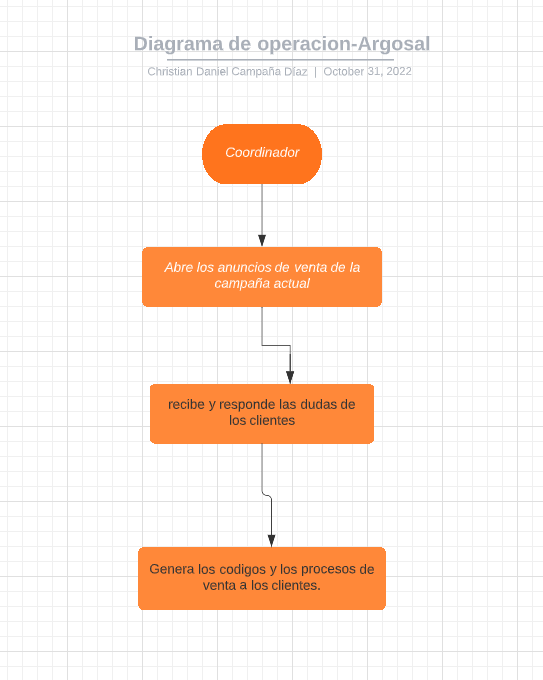 Diagrama de operacion-Argosal
Christian Daniel Campaña Díaz | October 31, 2022
Coordinador
Abre los anuncios de venta de la
campaña actual
recibe y responde las dudas de
los clientes
Genera los codigos y los procesos de
venta a los clientes.